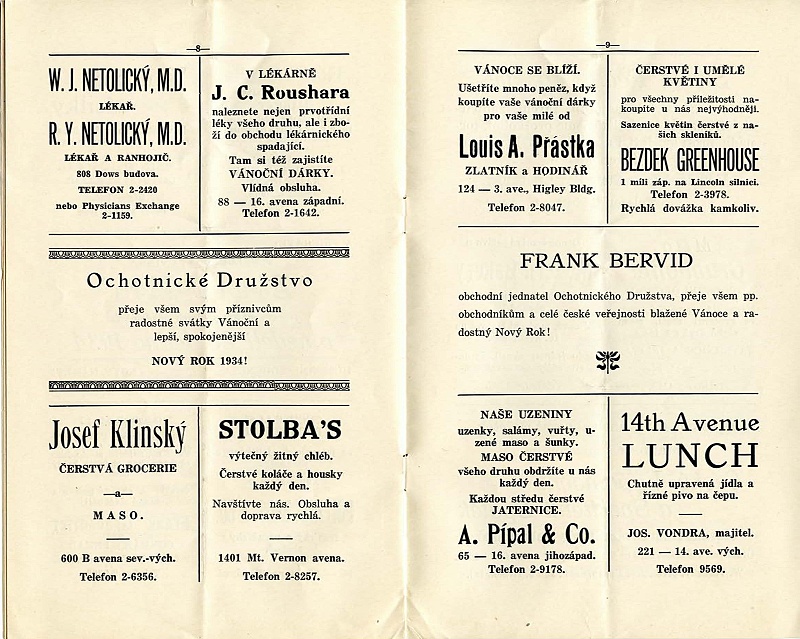 —8—
W. J. NETOLICKÝ, M.D.
LÉKAŘ.
R. Y. NETOLICKÝ, M.D.
LÉKAŘ A RANHOJIČ.
808 Dows budova.
TELEFON 2-2420
nebo Physicians Exchange
2-1159.
V LÉKÁRNĚ
J. C. Roushara
naleznete nejen prvotřídní
léky všeho druhu, ale i zbo-
ží do obchodu lékárnického
spadající.
Tam si též zajistíte
VÁNOČNÍ DÁRKY.
Vlídná obsluha.
88 — 16. avena západní.
Telefon 2-1642.
Ochotnické Družstvo
přeje všem svým příznivcům
radostné svátky Vánoční a
lepší, spokojenější
NOVÝ ROK 1934!
Josef Klinský
ČERSTVÁ GROCERIE
—a—
MASO.
600 B avena sev.-vých.
Telefon 2-6356.
STOLBA'S
výtečný žitný chléb.
Čerstvé koláče a housky
každý den.
Navštívte nás. Obsluha a
doprava rychlá.
1401 Mt. Vernon avena.
Telefon 2-8257.
—9—
VÁNOCE SE BLÍŽÍ.
Ušetříte mnoho peněz, když
koupíte vaše vánoční dárky
pro vaše milé od
Louis A. Přástka
ZLATNÍK a HODINÁŘ
124 — 3. ave., Higley Bldg.
Telefon 2-8047.
ČERSTVÉ I UMĚLÉ
KVĚTINY
pro všechny příležitosti na-
koupíte u nás nejvýhodněji.
Sazenice květin čerstvé z na-
šich skleníků.
BEZDEK GREENHOUSE
1 míli záp. na Lincoln silnici.
Telefon 2-3978.
Rychlá dovážka kamkoliv.
FRANK BERVID
obchodní jednatel Ochotnického Družstva, přeje všem pp.
obchodníkům a celé české veřejnosti blažené Vánoce a ra-
dostný Nový Rok!
NAŠE UZENINY
uzenky, salámy, vuřty, u-
zené maso a šunky.
MASO ČERSTVÉ
všeho druhu obdržíte u nás
každý den.
Každou středu čerstvé
JATERNICE.
A. Pípal & Co.
65 — 16. avena jihozápad.
Telefon 2-9178.
14th Avenue
LUNCH
Chutně upravená jídla a
řízné pivo na čepu.
JOS. VONDRA, majitel.
221 — 14. ave. vých.
Telefon 9569.